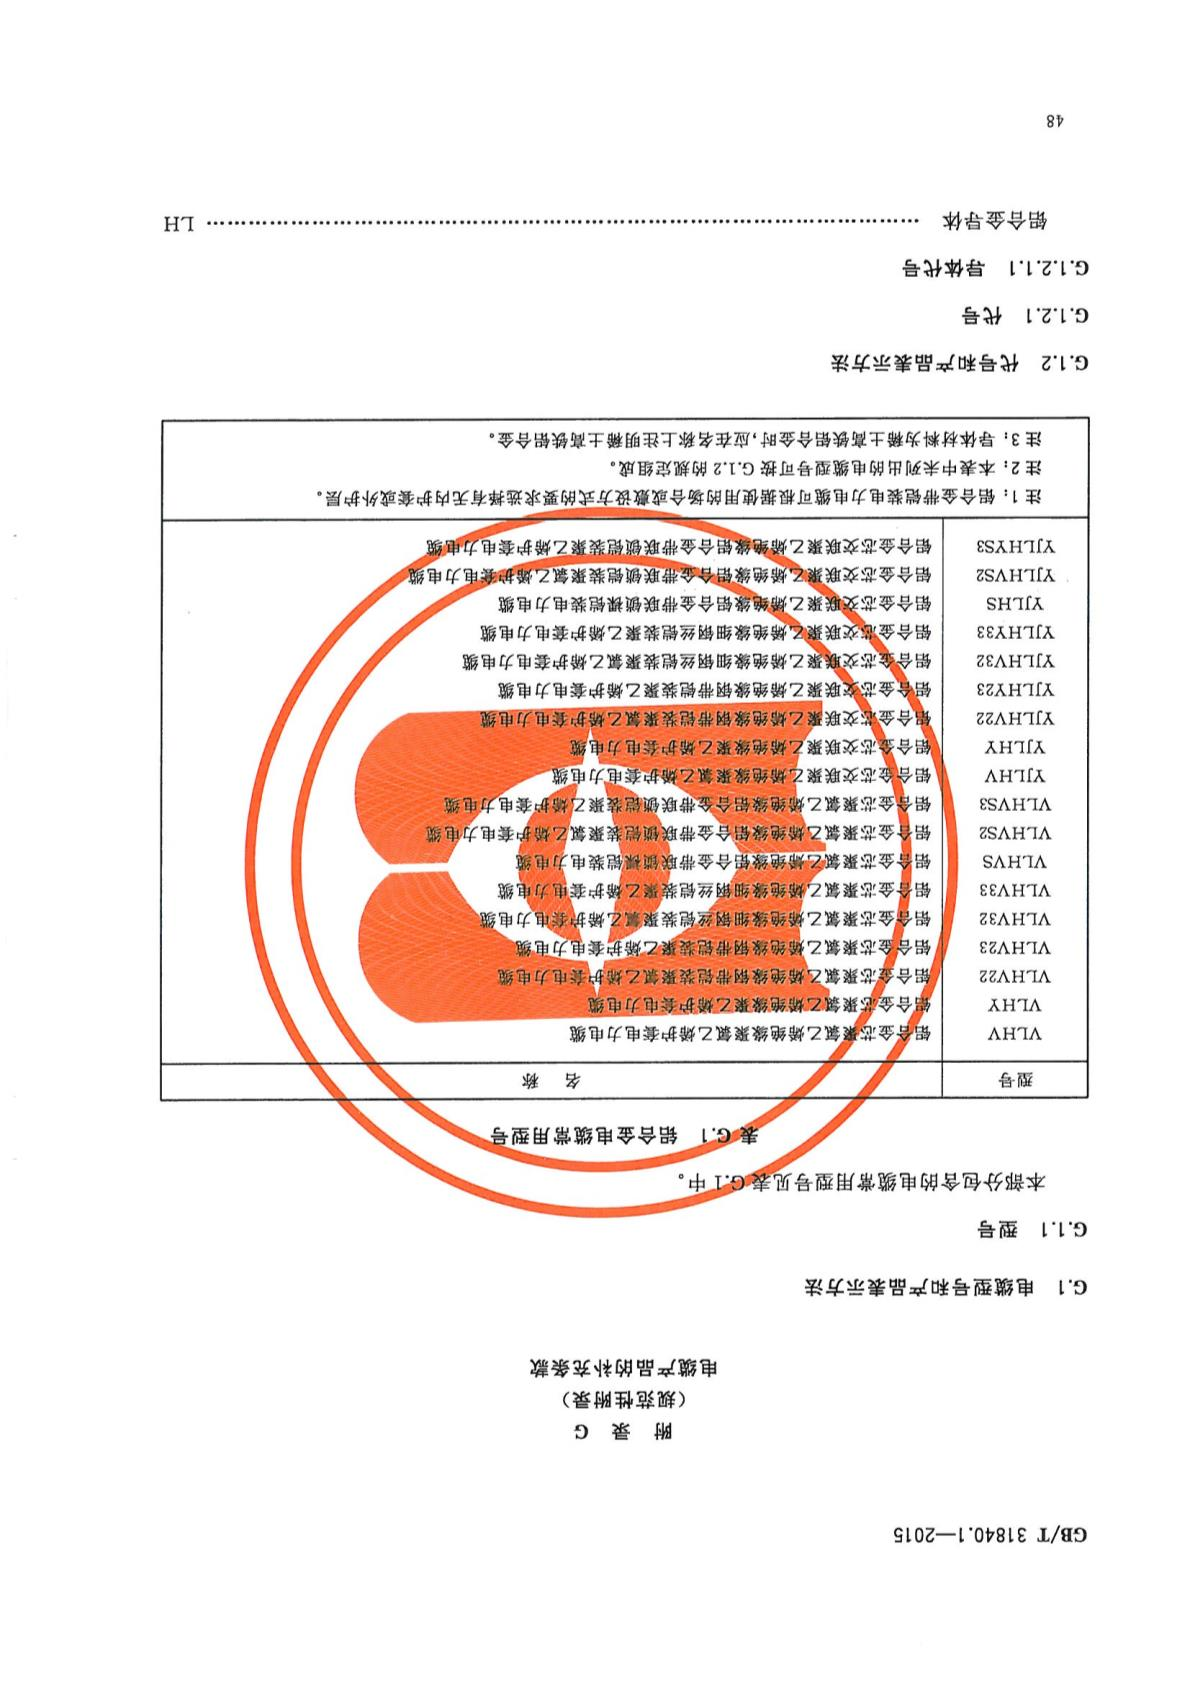 GB/T 31840.1—2015
附 录 G
（规范性附录）
电缆产品的补充条款
G.1 电缆型号和产品表示方法
G.1.1 型号
本部分包含的电缆常用型号见表G.1中。
表 G.1 铝合金电缆常用型号
型号 名 称
VLHV 铝合金芯聚氯乙烯绝缘聚氯乙烯护套电力电缆
VLHY 铝合金芯聚氯乙烯绝缘聚乙烯护套电力电缆
VLHV22 铝合金芯聚氯乙烯绝缘钢带铠装聚氯乙烯护套电力电缆
VLHV23 铝合金芯聚氯乙烯绝缘钢带铠装聚乙烯护套电力电缆
VLHV32 铝合金芯聚氯乙烯绝缘细钢丝铠装聚氯乙烯护套电力电缆
VLHV33 铝合金芯聚氯乙烯绝缘细钢丝铠装聚乙烯护套电力电缆
VLHVS 铝合金芯聚氯乙烯绝缘铝合金带联锁裸铠装电力电缆
VLHVS2 铝合金芯聚氯乙烯绝缘铝合金带联锁铠装聚氯乙烯护套电力电缆
VLHVS3 铝合金芯聚氯乙烯绝缘铝合金带联锁铠装聚乙烯护套电力电缆
YJLHV 铝合金芯交联聚乙烯绝缘聚氯乙烯护套电力电缆
YJLHY 铝合金芯交联聚乙烯绝缘聚乙烯护套电力电缆
YJLHV22 铝合金芯交联聚乙烯绝缘钢带铠装聚氯乙烯护套电力电缆
YJLHY23 铝合金芯交联聚乙烯绝缘钢带铠装聚乙烯护套电力电缆
YJLHV32 铝合金芯交联聚乙烯绝缘细钢丝铠装聚氯乙烯护套电力电缆
YJLHY33 铝合金芯交联聚乙烯绝缘细钢丝铠装聚乙烯护套电力电缆
YJLHS 铝合金芯交联聚乙烯绝缘铝合金带联锁裸铠装电力电缆
YJLHVS2 铝合金芯交联聚乙烯绝缘铝合金带联锁铠装聚氯乙烯护套电力电缆
YJLHYS3 铝合金芯交联聚乙烯绝缘铝合金带联锁铠装聚乙烯护套电力电缆
注1：铝合金带铠装电力电缆可根据使用的场合或敷设方式的要求选择有无内护套或外护层。
注2：本表中未列出的电缆型号可按 G.1.2 的规定组成。
注3：导体材料为稀土高铁铝合金时,应在名称上注明稀土高铁铝合金。
G.1.2 代号和产品表示方法
G.1.2.1 代号
G.1.2.1.1 导体代号
铝合金导体 ………………………………………………………………………………………… LH
48